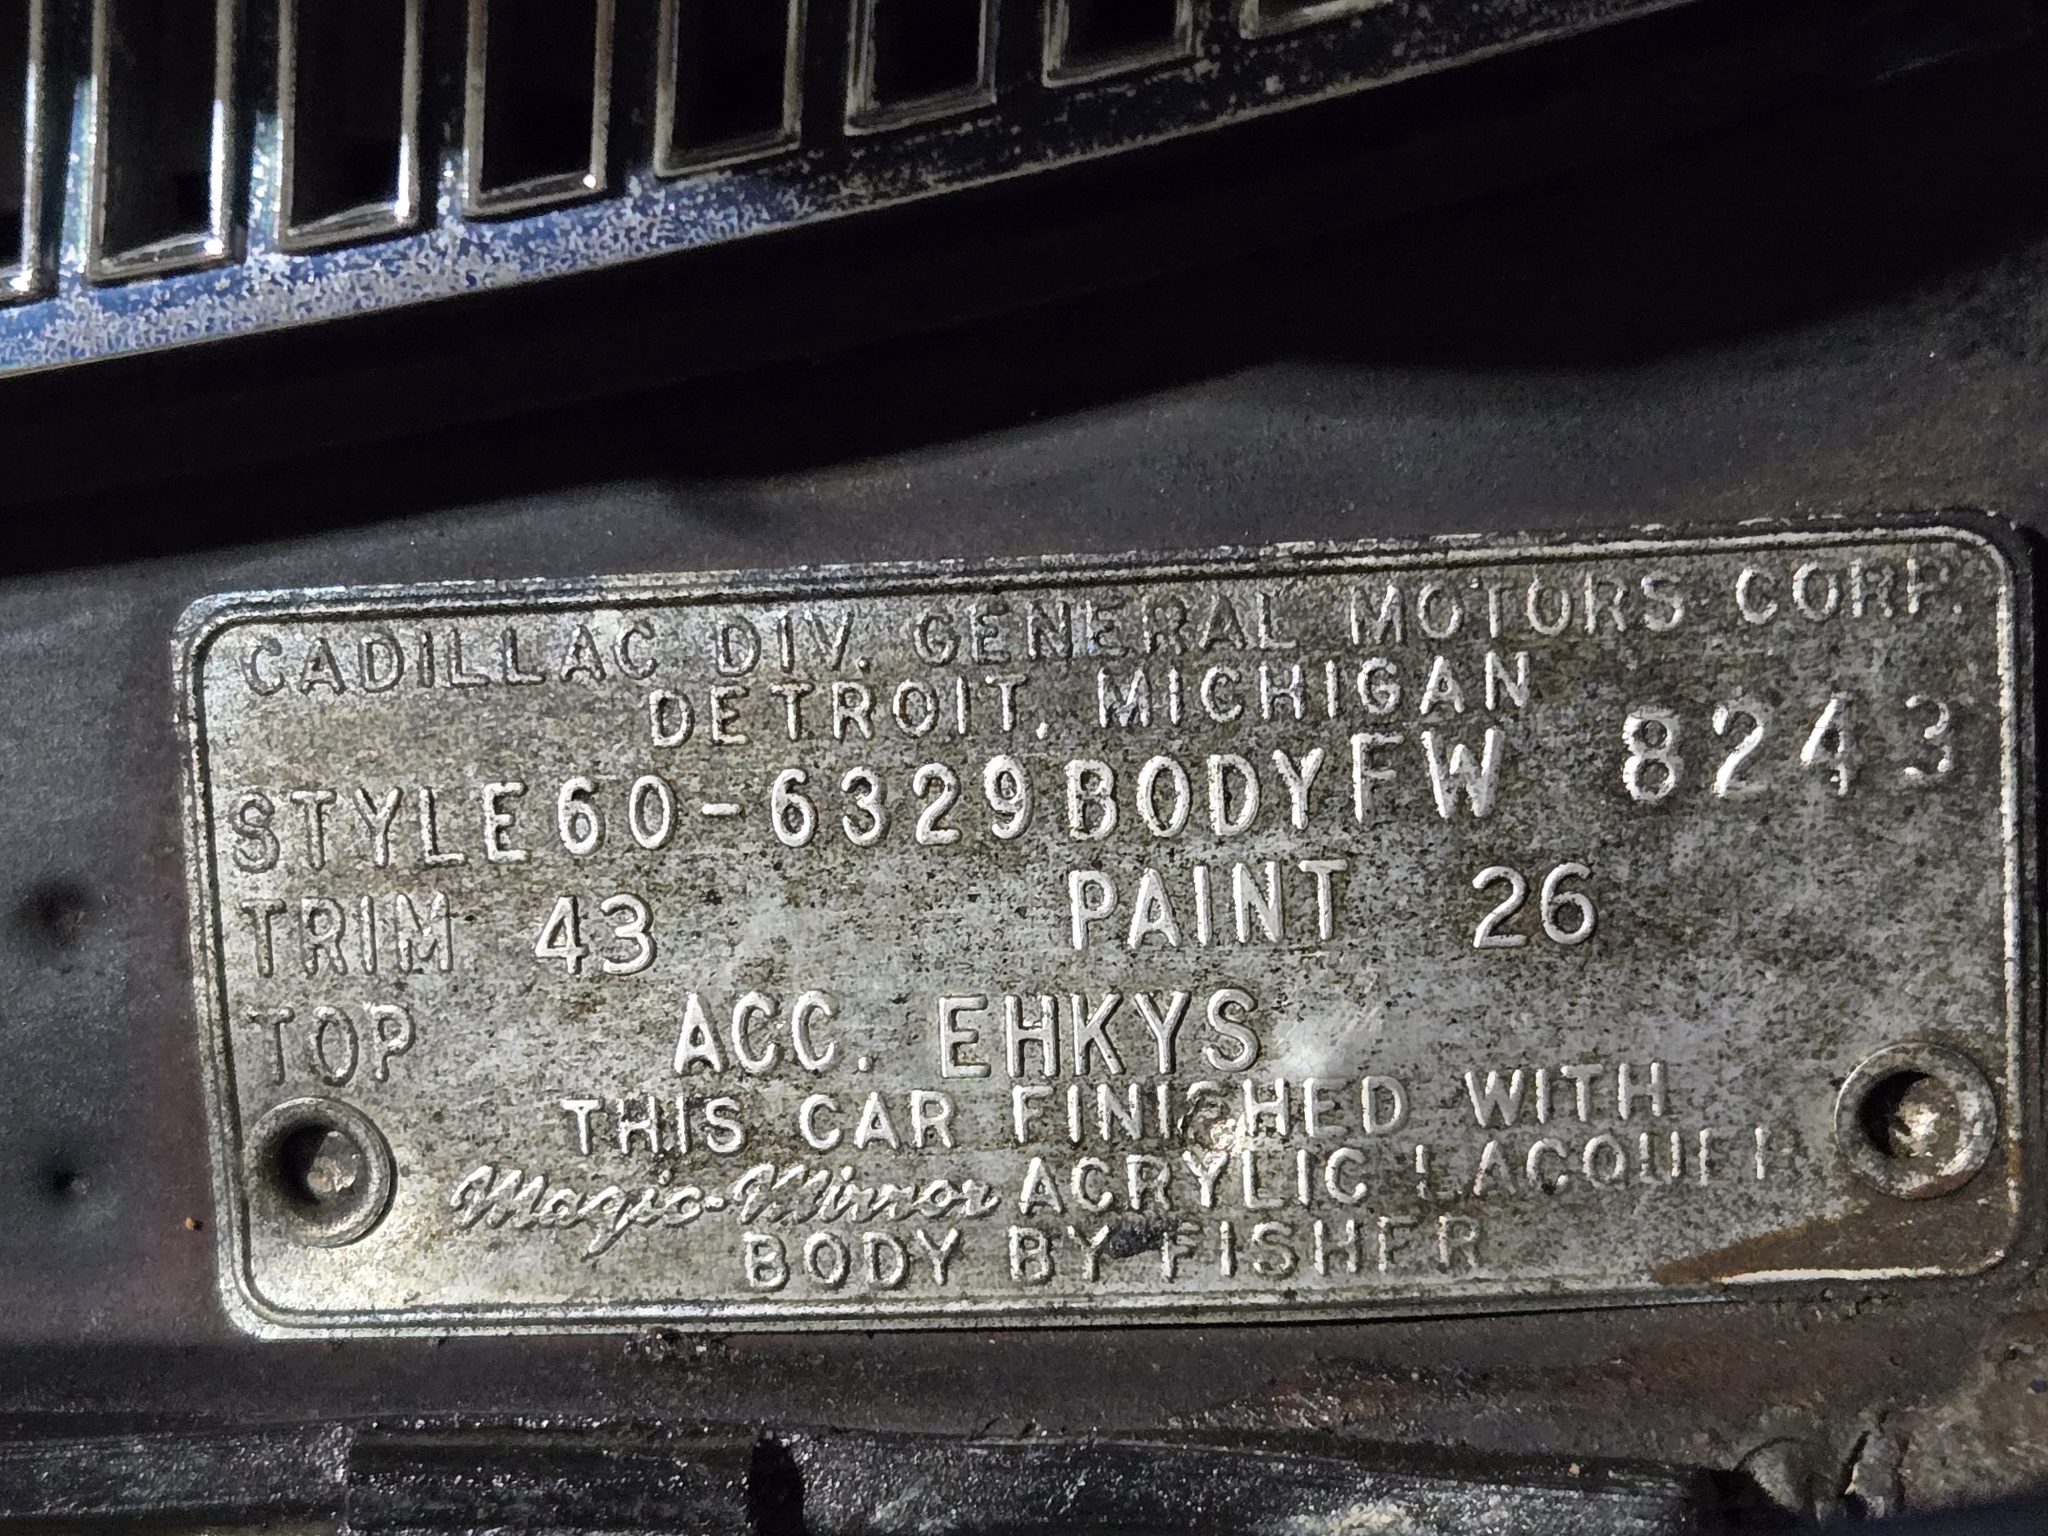 CADILLAC DIV. GENERAL MOTORS CORP.
DETROIT, MICHIGAN
STYLE 60-6329 BODY FW 8243
TRIM 43 PAINT 26
TOP ACC. EHKYS
THIS CAR FINISHED WITH
Magic-Mirror ACRYLIC LACQUER
BODY BY FISHER